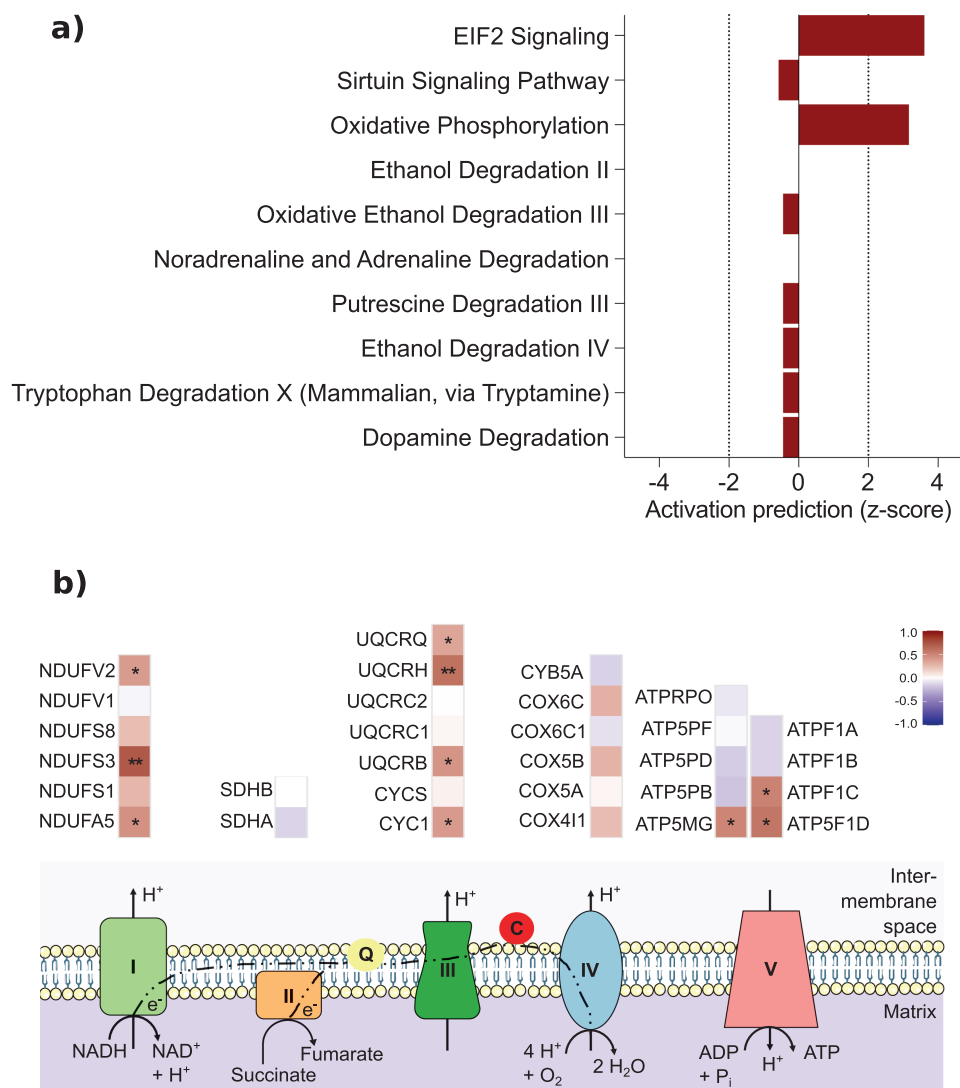 a)
EIF2 Signaling
Sirtuin Signaling Pathway
Oxidative Phosphorylation
Ethanol Degradation II
Oxidative Ethanol Degradation III
Noradrenaline and Adrenaline Degradation
Putrescine Degradation III
Ethanol Degradation IV
Tryptophan Degradation X (Mammalian, via Tryptamine)
Dopamine Degradation
-4 -2 0 2 4
Activation prediction (z-score)
b)
NDUFV2 *
NDUFV1
NDUFS8
NDUFS3 **
NDUFS1
NDUFA5 *
SDHB
SDHA
UQCRQ *
UQCRH **
UQCRC2
UQCRC1
UQCRB *
CYCS
CYC1 *
CYB5A
COX6C
COX6C1
COX5B
COX5A
COX4I1
ATPRPO
ATP5PF
ATP5PD
ATP5PB
ATP5MG *
ATPF1A
ATPF1B
* ATPF1C
* ATP5F1D
1.0
0.5
0.0
-0.5
-1.0
Inter-
membrane
space
Matrix
H+
I
e-
NADH
NAD+
+ H+
II
e-
Succinate
Fumarate
Q
H+
III
C
H+
IV
4 H+
+ O2
2 H2O
V
ADP
+ Pi
H+
ATP